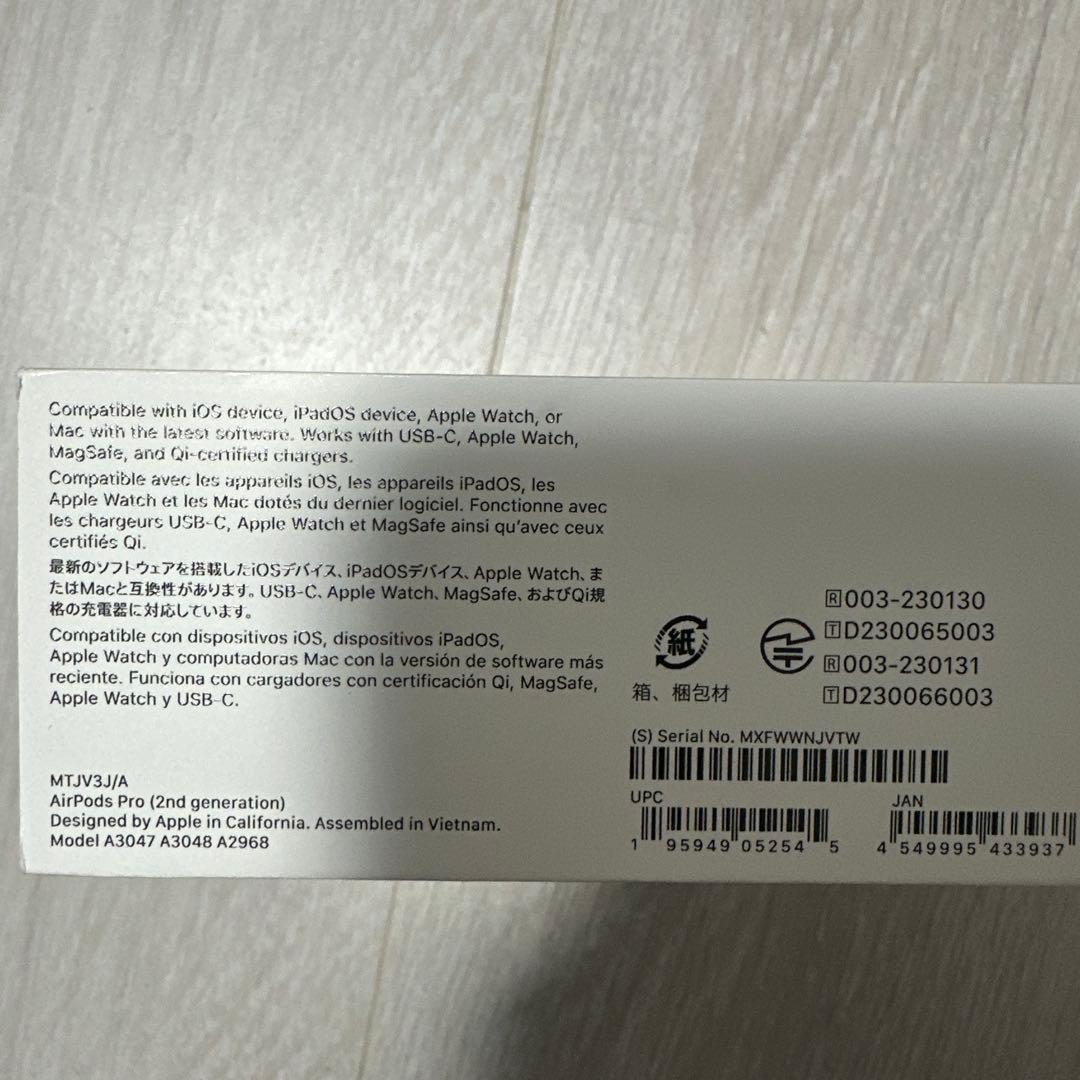 Compatible with iOS device, iPadOS device, Apple Watch, or
Mac with the latest software. Works with USB-C, Apple Watch,
MagSafe, and Qi-certified chargers.
Compatible avec les appareils iOS, les appareils iPadOS, les
Apple Watch et les Mac dotés du dernier logiciel. Fonctionne avec
les chargeurs USB-C, Apple Watch et MagSafe ainsi qu'avec ceux
certifiés Qi.
最新のソフトウェアを搭載したiOSデバイス、iPadOSデバイス、Apple Watch、ま
たはMacと互換性があります。USB-C、Apple Watch、MagSafe、およびQi規
格の充電器に対応しています。
Compatible con dispositivos iOS, dispositivos iPadOS,
Apple Watch y computadoras Mac con la versión de software más
reciente. Funciona con cargadores con certificación Qi, MagSafe,
Apple Watch y USB-C.
MTJV3J/A
AirPods Pro (2nd generation)
Designed by Apple in California. Assembled in Vietnam.
Model A3047 A3048 A2968
紙
箱、梱包材
R 003-230130
T D230065003
R 003-230131
T D230066003
(S) Serial No. MXFWWNJVTW
UPC
1 95949 05254 5
JAN
4 549995 433937